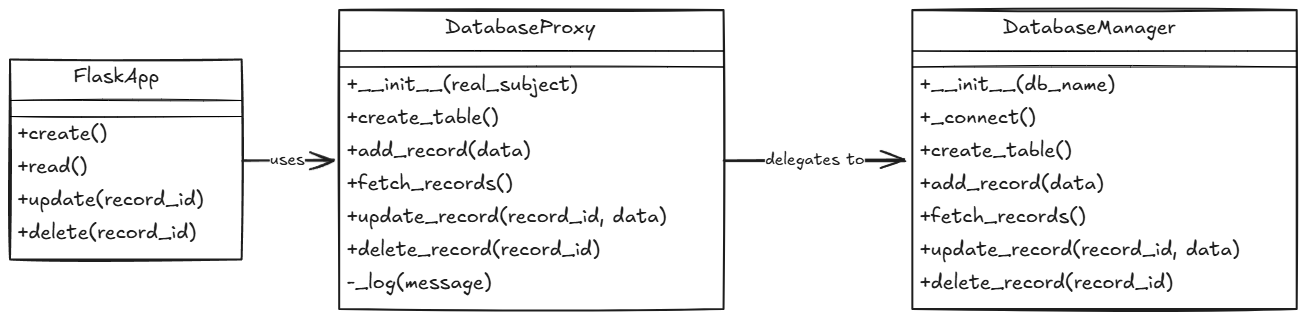 FlaskApp
+create()
+read()
+update(record_id)
+delete(record_id)
uses
DatabaseProxy
+__init__(real_subject)
+create_table()
+add_record(data)
+fetch_records()
+update_record(record_id, data)
+delete_record(record_id)
-_log(message)
delegates to
DatabaseManager
+__init__(db_name)
+_connect()
+create_table()
+add_record(data)
+fetch_records()
+update_record(record_id, data)
+delete_record(record_id)